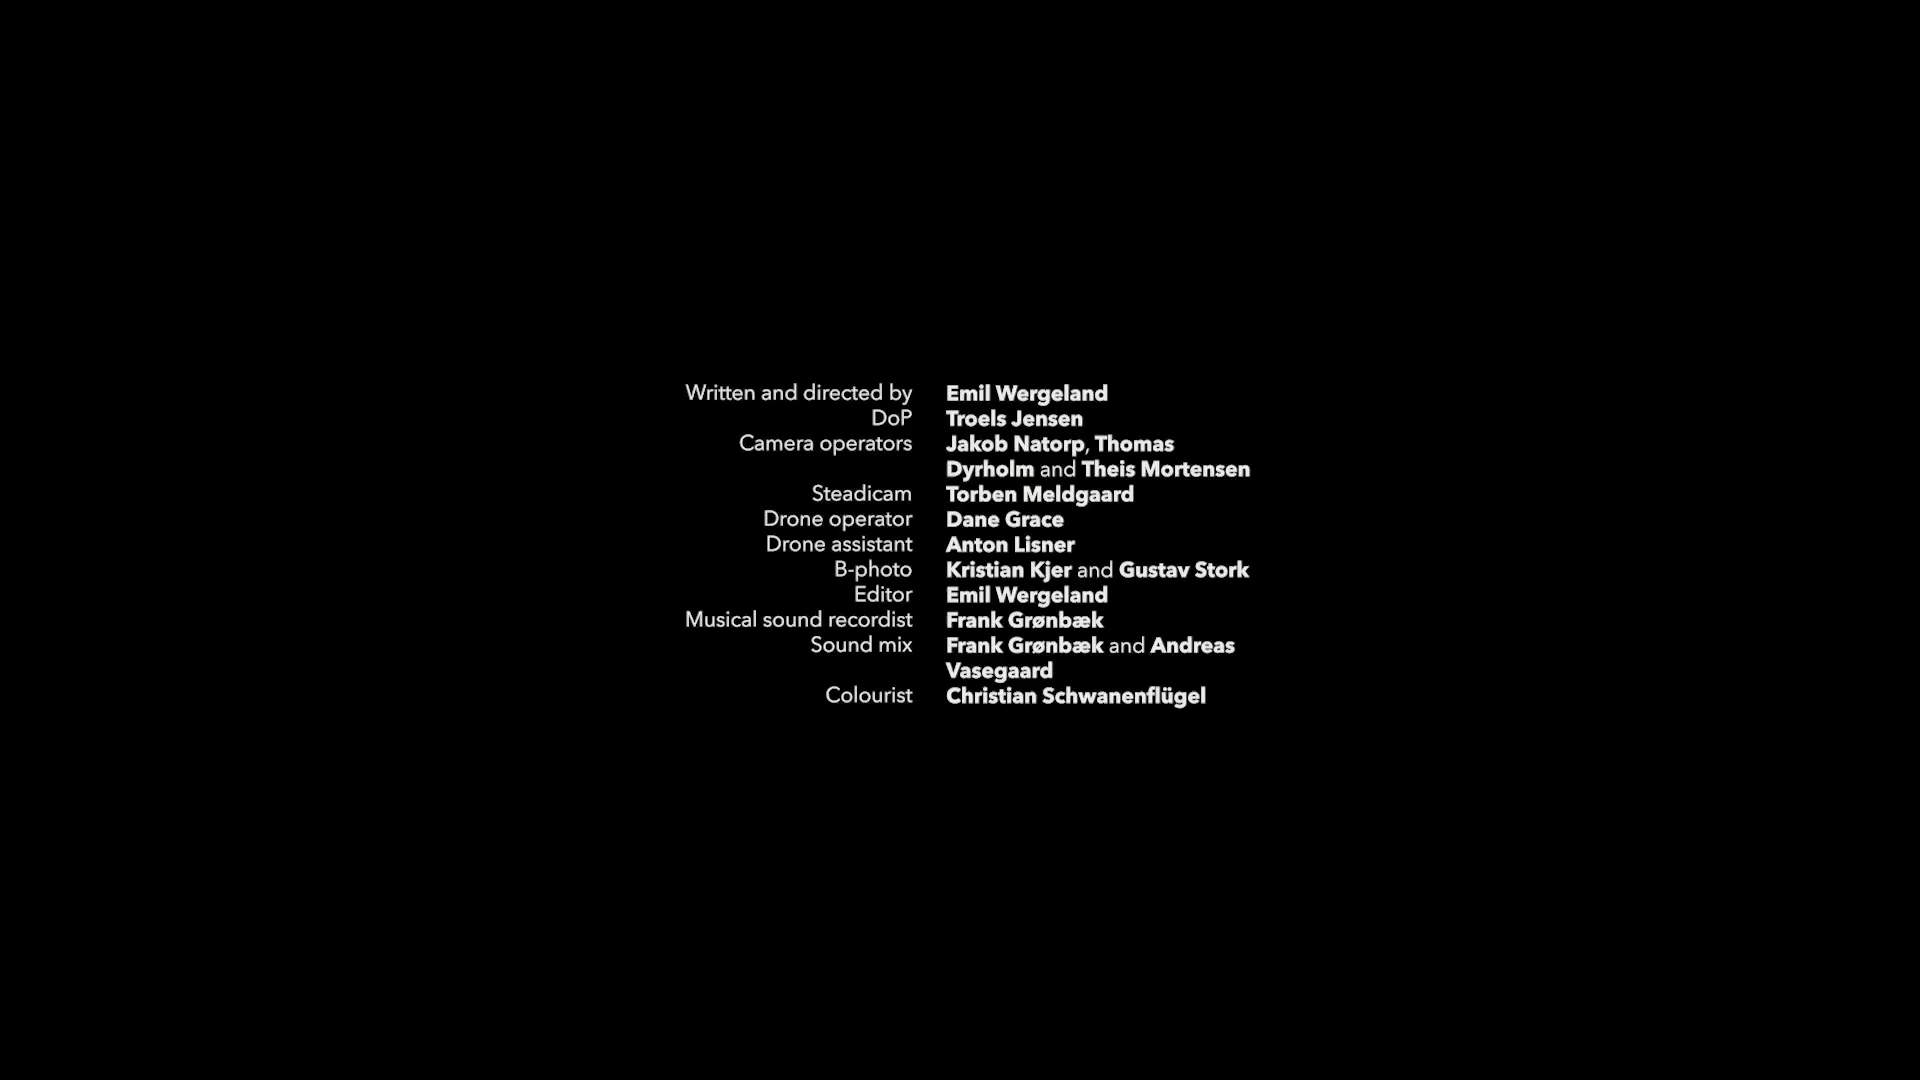 Written and directed by Emil Wergeland
DoP Troels Jensen
Camera operators Jakob Natorp, Thomas
Dyrholm and Theis Mortensen
Steadicam Torben Meldgaard
Drone operator Dane Grace
Drone assistant Anton Lisner
B-photo Kristian Kjer and Gustav Stork
Editor Emil Wergeland
Musical sound recordist Frank Grønbæk
Sound mix Frank Grønbæk and Andreas
Vasegaard
Colourist Christian Schwanenflügel